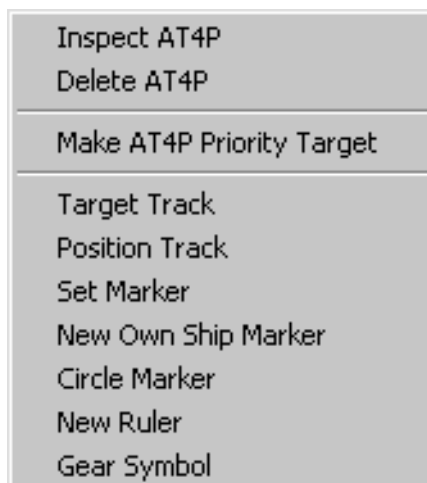 Inspect AT4P
Delete AT4P
Make AT4P Priority Target
Target Track
Position Track
Set Marker
New Own Ship Marker
Circle Marker
New Ruler
Gear Symbol